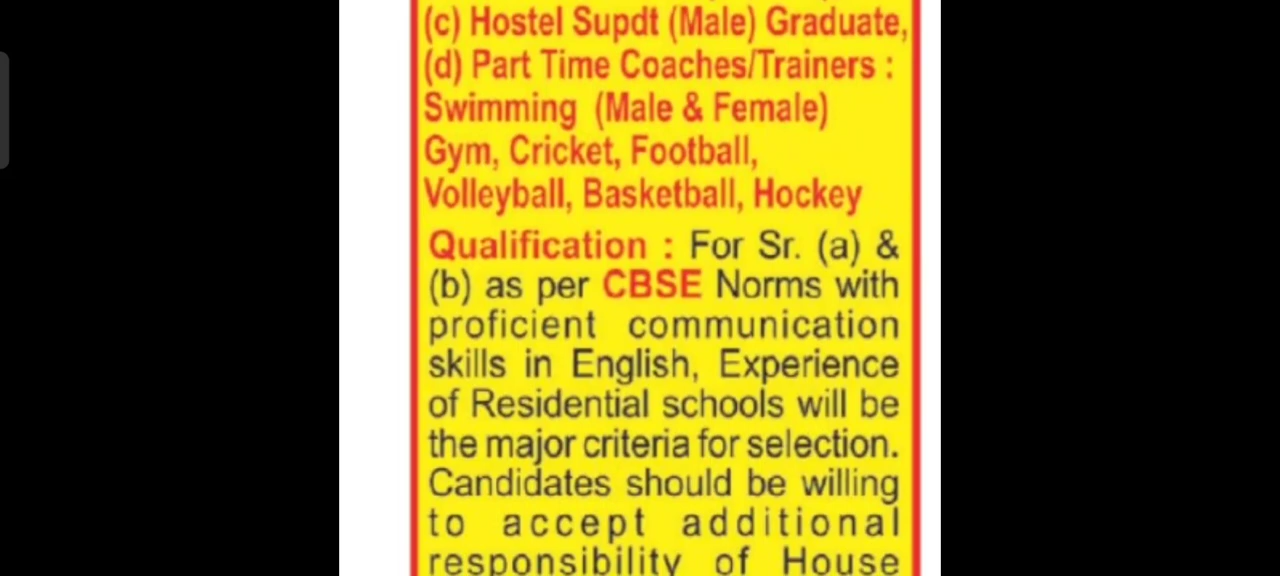 (c) Hostel Supdt (Male) Graduate,
(d) Part Time Coaches/Trainers :
Swimming (Male & Female)
Gym, Cricket, Football,
Volleyball, Basketball, Hockey
Qualification : For Sr. (a) &
(b) as per CBSE Norms with
proficient communication
skills in English, Experience
of Residential schools will be
the major criteria for selection.
Candidates should be willing
to accept additional
responsibility of House